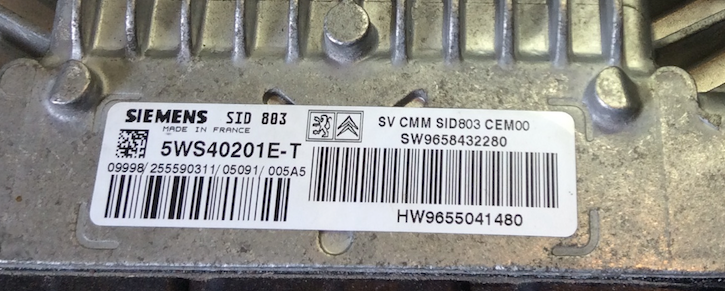 SIEMENS SID 803
MADE IN FRANCE
5WS40201E-T
09998/255590311/05091/005A5
SV CMM SID803 CEM00
SW9658432280
HW9655041480